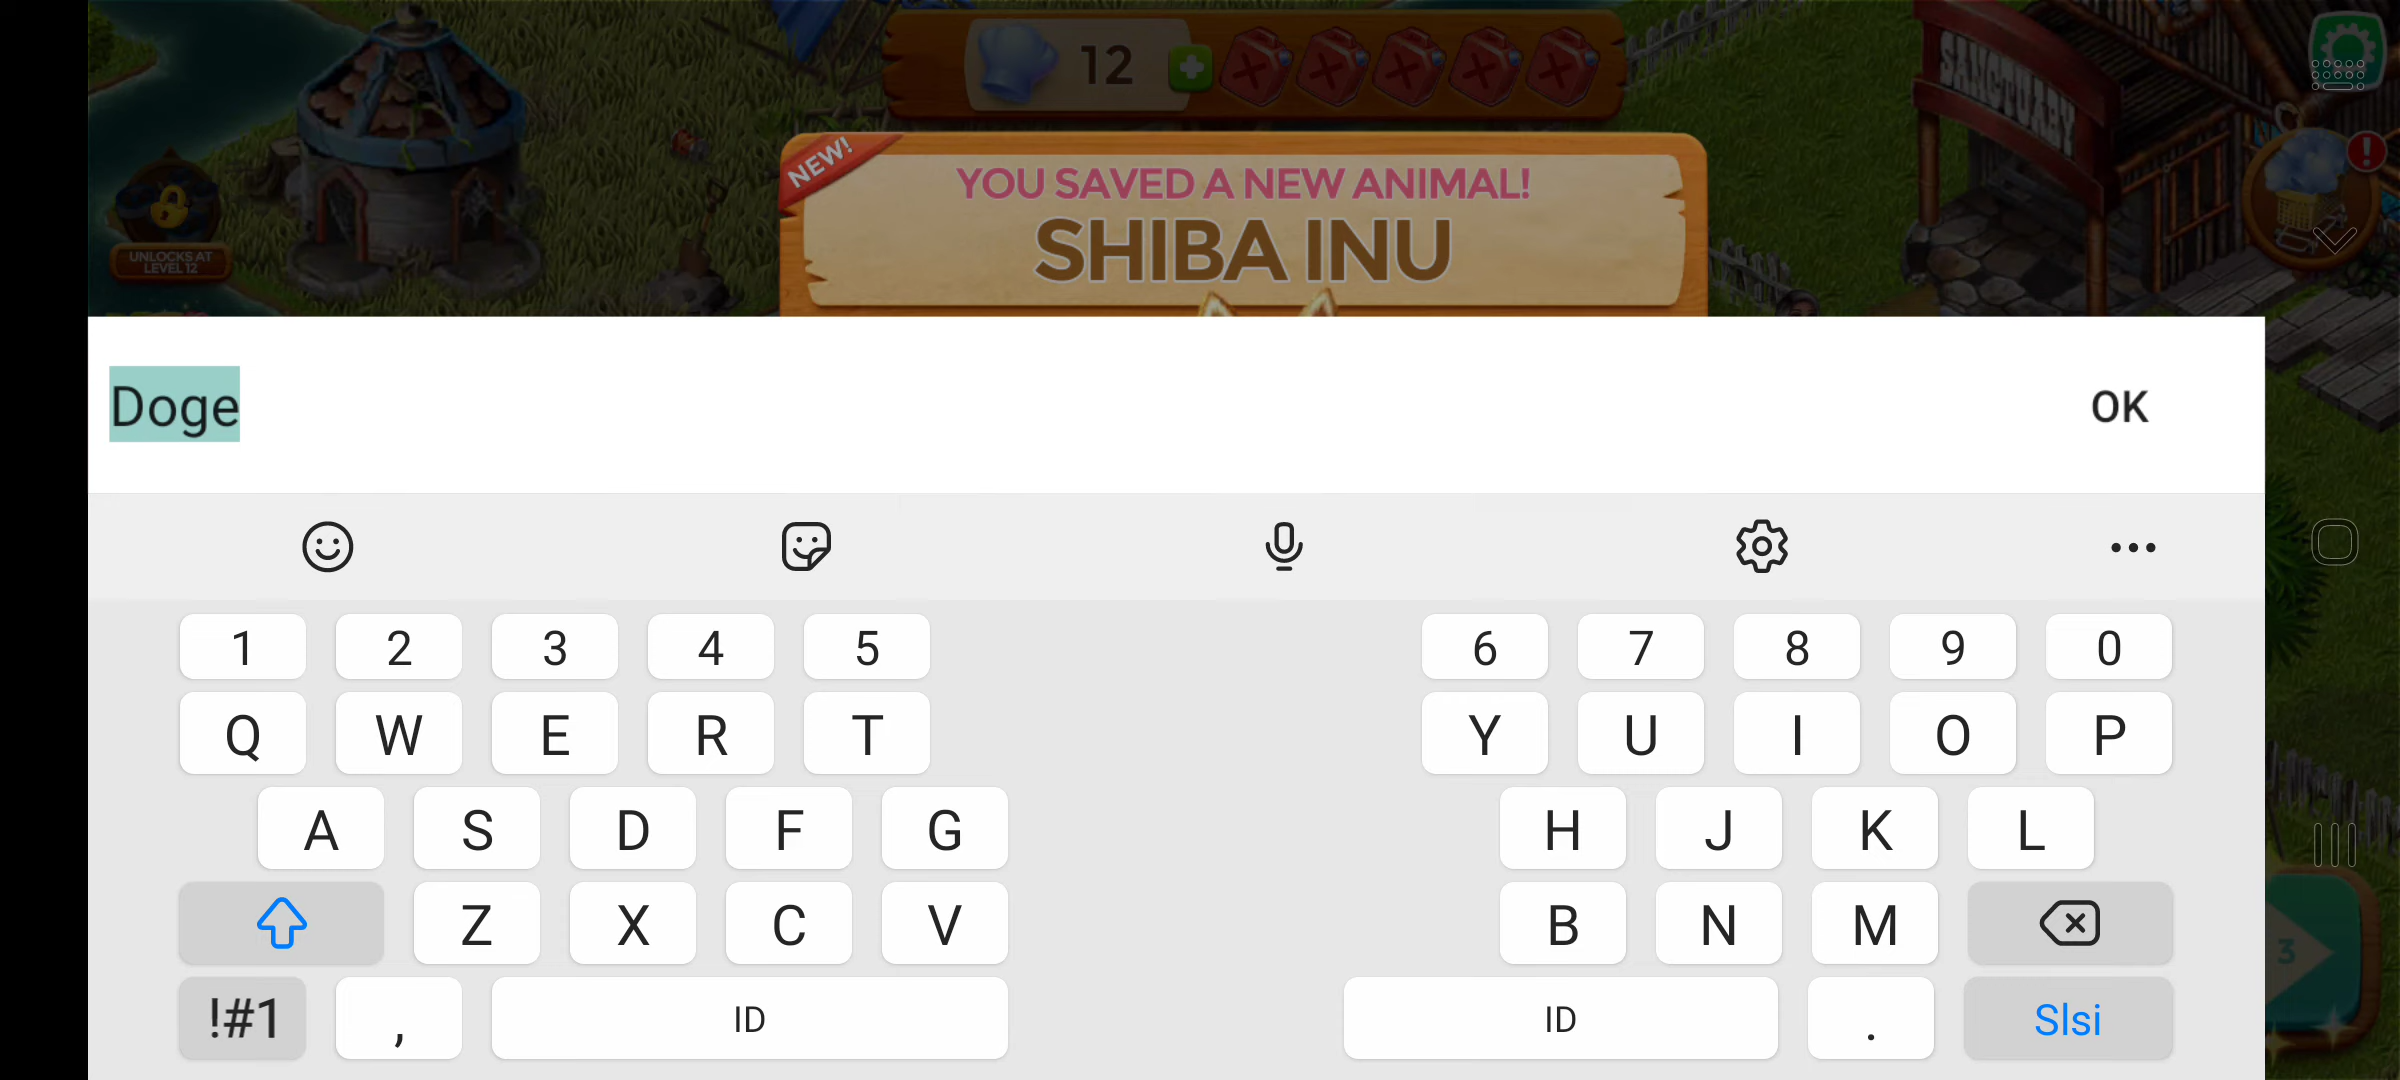 12
SANCTUARY
NEW!
YOU SAVED A NEW ANIMAL!
SHIBA INU
UNLOCKS AT
LEVEL 12
!
Doge
OK
1 2 3 4 5 6 7 8 9 0
Q W E R T Y U I O P
A S D F G H J K L
Z X C V B N M
!#1 , ID ID . Slsi
3